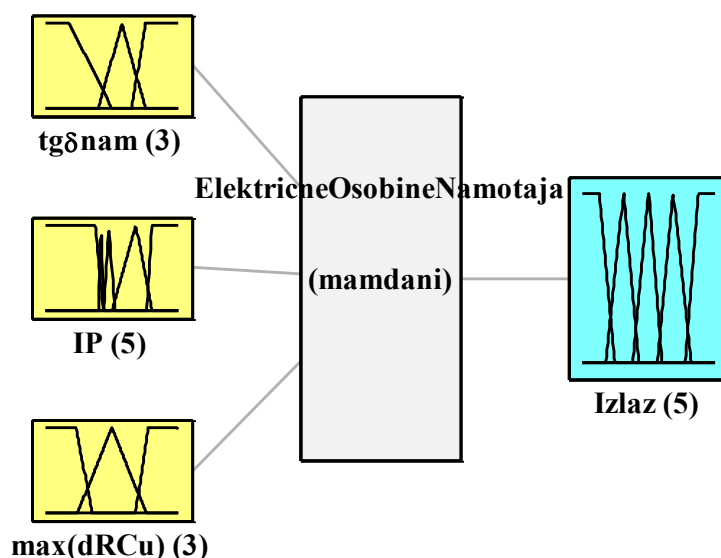 tgδnam (3)
ElektricneOsobineNamotaja
IP (5)
(mamdani)
Izlaz (5)
max(dRCu) (3)